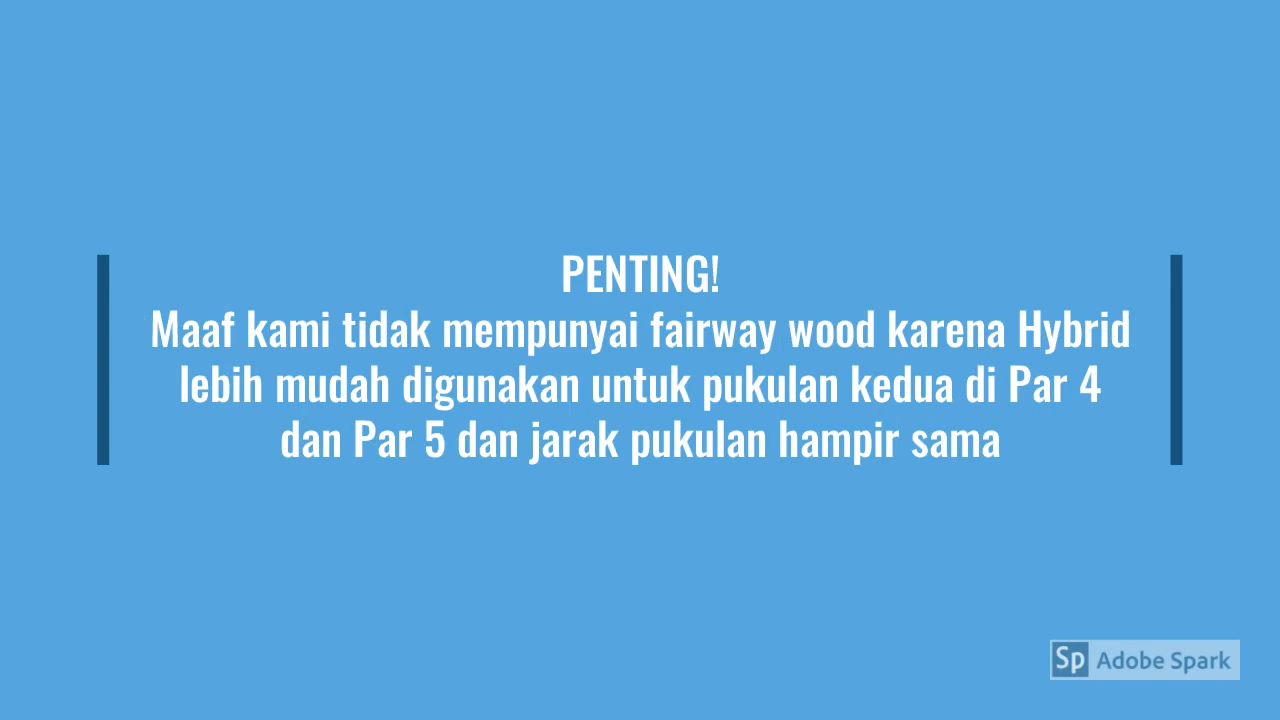 PENTING!
Maaf kami tidak mempunyai fairway wood karena Hybrid
lebih mudah digunakan untuk pukulan kedua di Par 4
dan Par 5 dan jarak pukulan hampir sama
Sp Adobe Spark